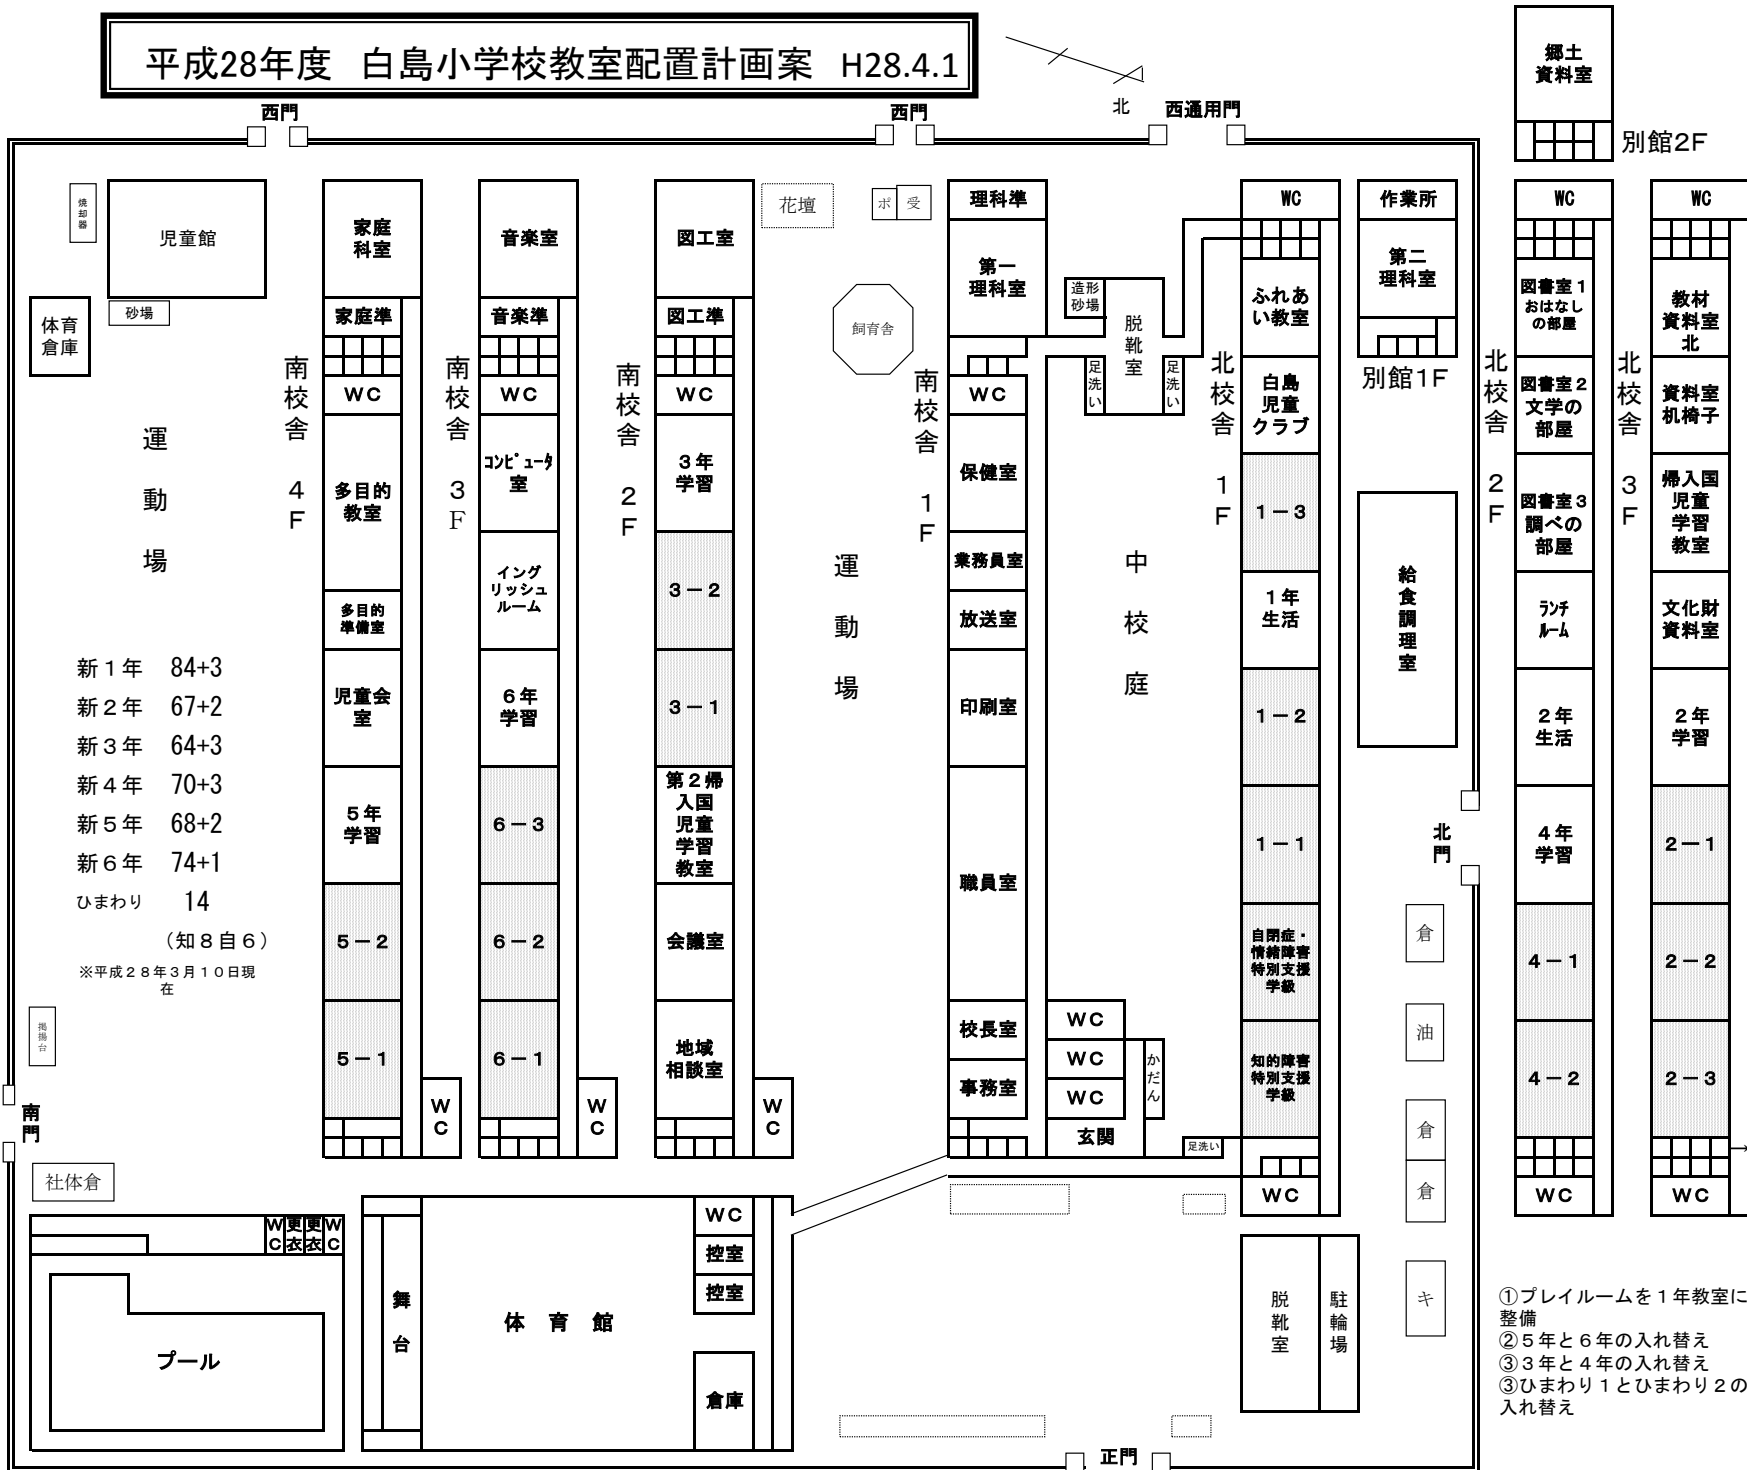 平成28年度　白島小学校教室配置計画案　H28.4.1
西門
西門
北
西通用門
郷土
資料室
別館2F
焼却器
児童館
砂場
体育
倉庫
運動場
南校舎　4F
家庭
科室
家庭準
WC
多目的
教室
多目的
準備室
児童会
室
5年
学習
5－2
5－1
WC
南校舎　3F
音楽室
音楽準
WC
ｺﾝﾋﾟｭｰﾀ
室
イング
リッシュ
ルーム
6年
学習
6－3
6－2
6－1
WC
南校舎　2F
図工室
図工準
WC
3年
学習
3－2
3－1
第2帰
入国
児童
学習
教室
会議室
地域
相談室
WC
花壇
ポ
受
飼育舎
運動場
南校舎　1F
理科準
第一
理科室
WC
保健室
業務員室
放送室
印刷室
職員室
校長室
事務室
WC
WC
WC
かだん
玄関
足洗い
造形
砂場
脱靴室
足洗い
足洗い
中校庭
北校舎　1F
WC
ふれあ
い教室
白島
児童
クラブ
1－3
1年
生活
1－2
1－1
自閉症・
情緒障害
特別支援
学級
知的障害
特別支援
学級
WC
作業所
第二
理科室
別館1F
給食調理室
北門
倉
油
倉
倉
キ
北校舎　2F
WC
図書室1
おはなし
の部屋
図書室2
文学の
部屋
図書室3
調べの
部屋
ﾗﾝﾁ
ﾙｰﾑ
2年
生活
4年
学習
4－1
4－2
WC
北校舎　3F
WC
教材
資料室
北
資料室
机椅子
帰入国
児童
学習
教室
文化財
資料室
2年
学習
2－1
2－2
2－3
WC
新1年　84+3
新2年　67+2
新3年　64+3
新4年　70+3
新5年　68+2
新6年　74+1
ひまわり　14
（知8自6）
※平成28年3月10日現
在
掲揚台
南門
社体倉
WC
更衣
更衣
WC
プール
舞台
体育館
WC
控室
控室
倉庫
脱靴室
駐輪場
正門
①プレイルームを1年教室に
整備
②5年と6年の入れ替え
③3年と4年の入れ替え
③ひまわり1とひまわり2の
入れ替え